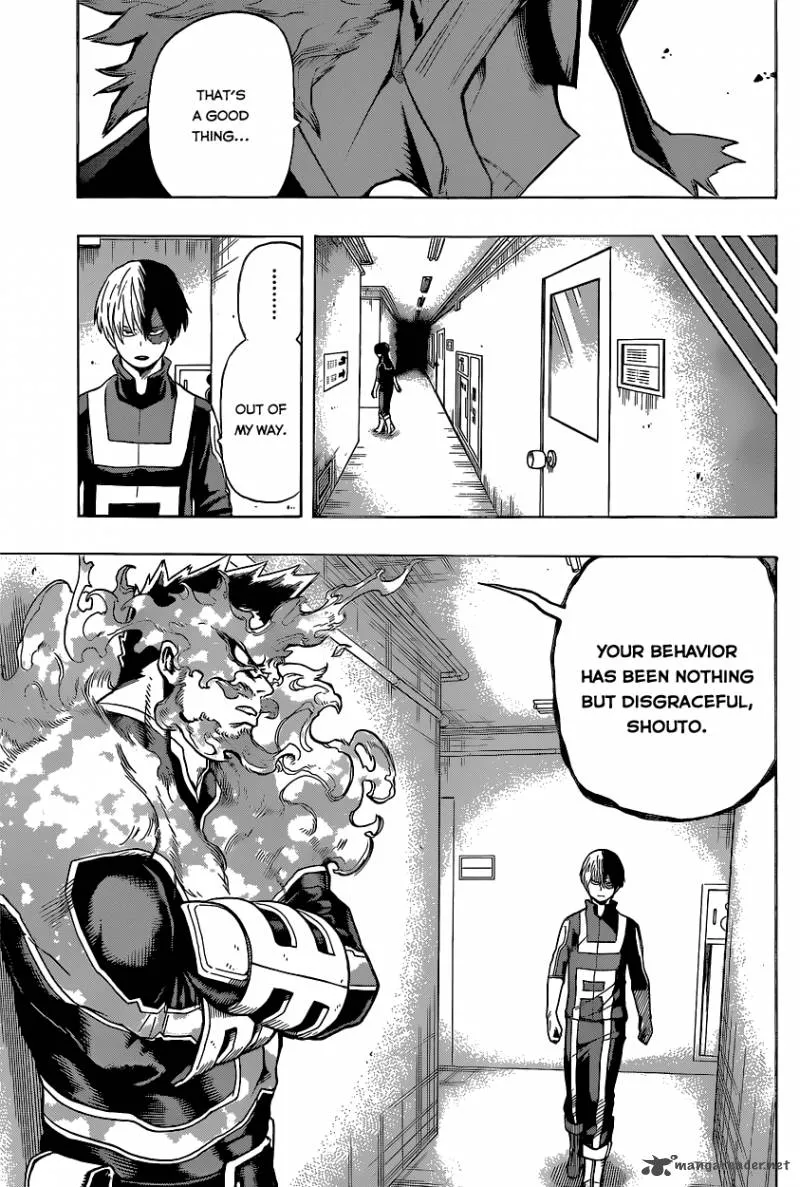 THAT'S
A GOOD
THING...
.........
OUT OF
MY WAY.
YOUR BEHAVIOR
HAS BEEN NOTHING
BUT DISGRACEFUL,
SHOUTO.
mangareader.net